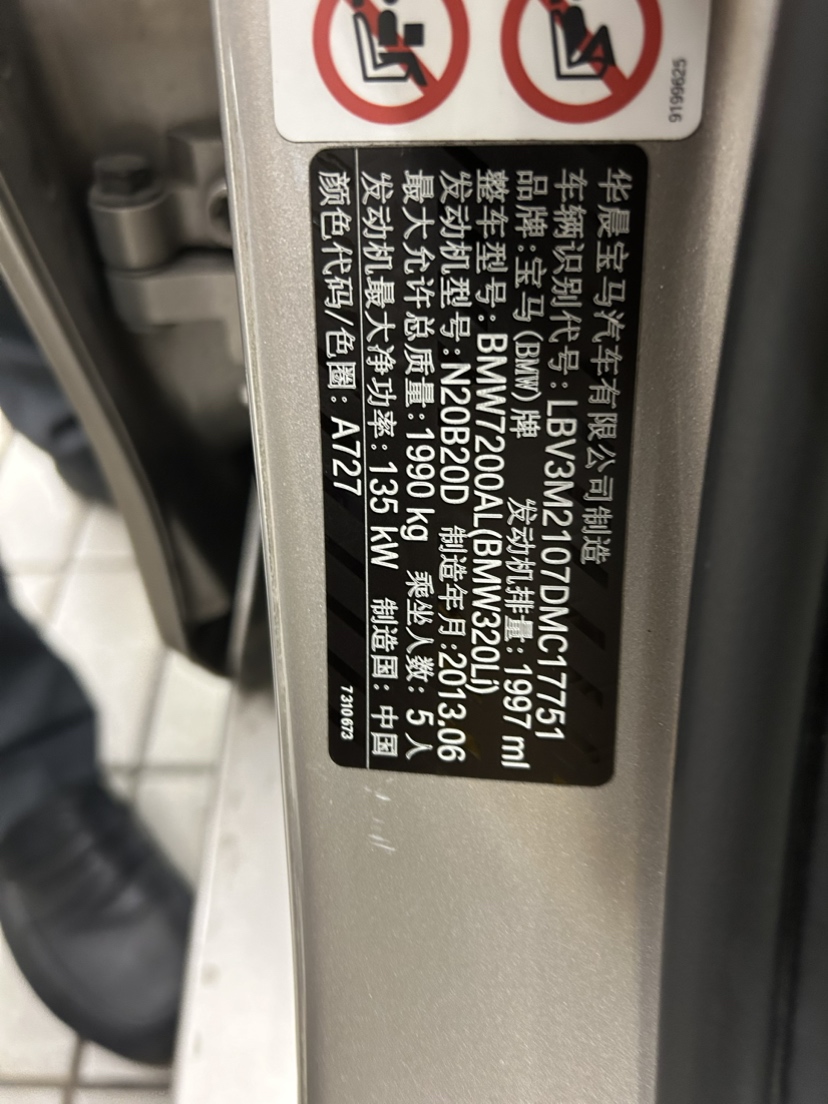 9199625
华晨宝马汽车有限公司制造
车辆识别代号: LBV3M2107DMC17751
品牌:宝马(BMW)牌 发动机排量: 1997 ml
整车型号: BMW7200AL(BMW320Li)
发动机型号:N20B20D 制造年月:2013.06
最大允许总质量:1990 kg 乘坐人数: 5 人
发动机最大净功率: 135 kW 制造国: 中国
颜色代码/色圈: A727 7310673